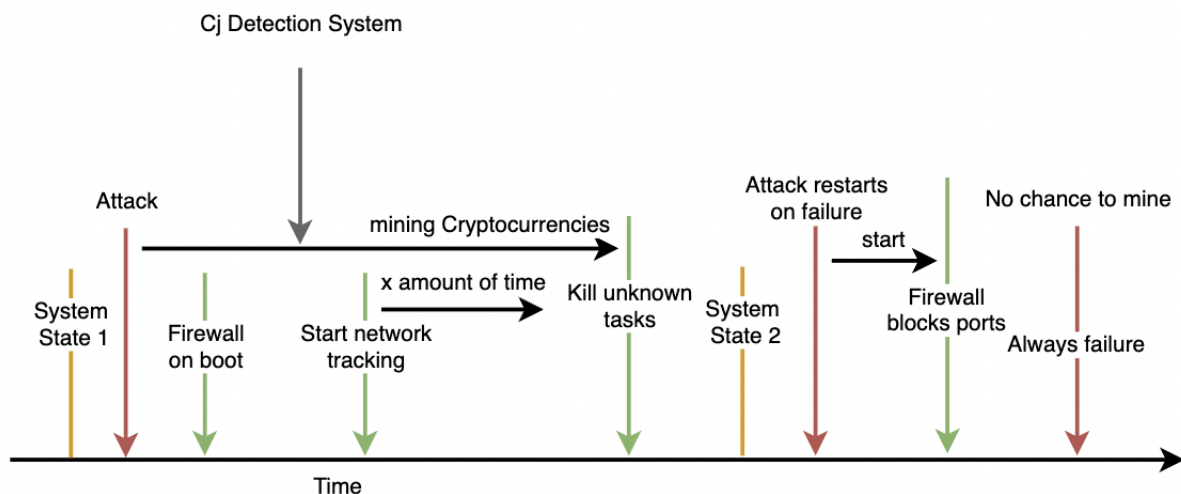 Cj Detection System
Attack
mining Cryptocurrencies
Attack restarts
on failure
No chance to mine
start
x amount of time
System
State 1
Firewall
on boot
Start network
tracking
Kill unknown
tasks
System
State 2
Firewall
blocks ports
Always failure
Time